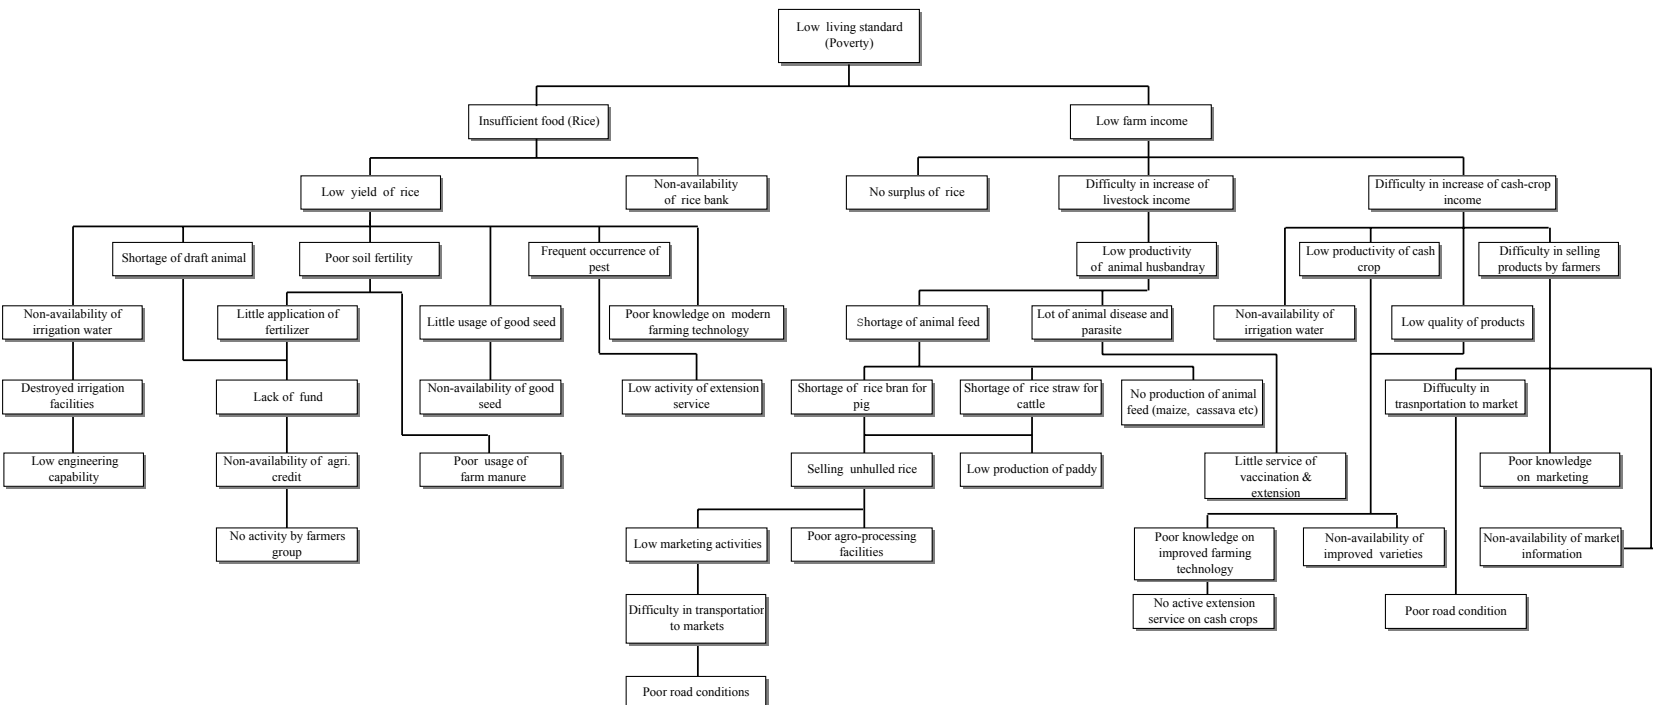 Low living standard
(Poverty)
Insufficient food (Rice)
Low farm income
Low yield of rice
Non-availability
of rice bank
No surplus of rice
Difficulty in increase of
livestock income
Difficulty in increase of cash-crop
income
Shortage of draft animal
Poor soil fertility
Frequent occurrence of
pest
Low productivity
of animal husbandray
Low productivity of cash
crop
Difficulty in selling
products by farmers
Non-availability of
irrigation water
Little application of
fertilizer
Little usage of good seed
Poor knowledge on modern
farming technology
Shortage of animal feed
Lot of animal disease and
parasite
Non-availability of
irrigation water
Low quality of products
Destroyed irrigation
facilities
Lack of fund
Non-availability of good
seed
Low activity of extension
service
Shortage of rice bran for
pig
Shortage of rice straw for
cattle
No production of animal
feed (maize, cassava etc)
Diffuculty in
trasnportation to market
Low engineering
capability
Non-availability of agri.
credit
Poor usage of
farm manure
Selling unhulled rice
Low production of paddy
Little service of
vaccination &
extension
Poor knowledge
on marketing
No activity by farmers
group
Low marketing activities
Poor agro-processing
facilities
Poor knowledge on
improved farming
technology
Non-availability of
improved varieties
Non-availability of market
information
Difficulty in transportation
to markets
No active extension
service on cash crops
Poor road condition
Poor road conditions